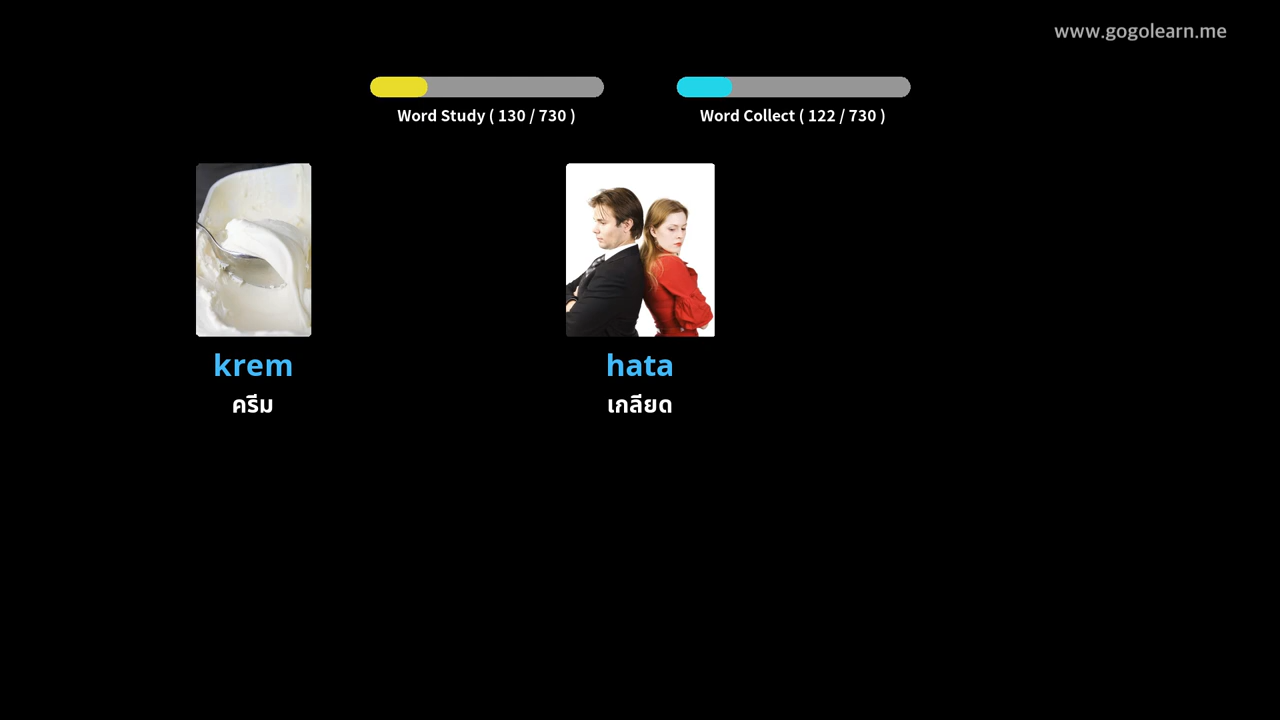 www.gogolearn.me
Word Study ( 130 / 730 )
Word Collect ( 122 / 730 )
krem
ครีม
hata
เกลียด